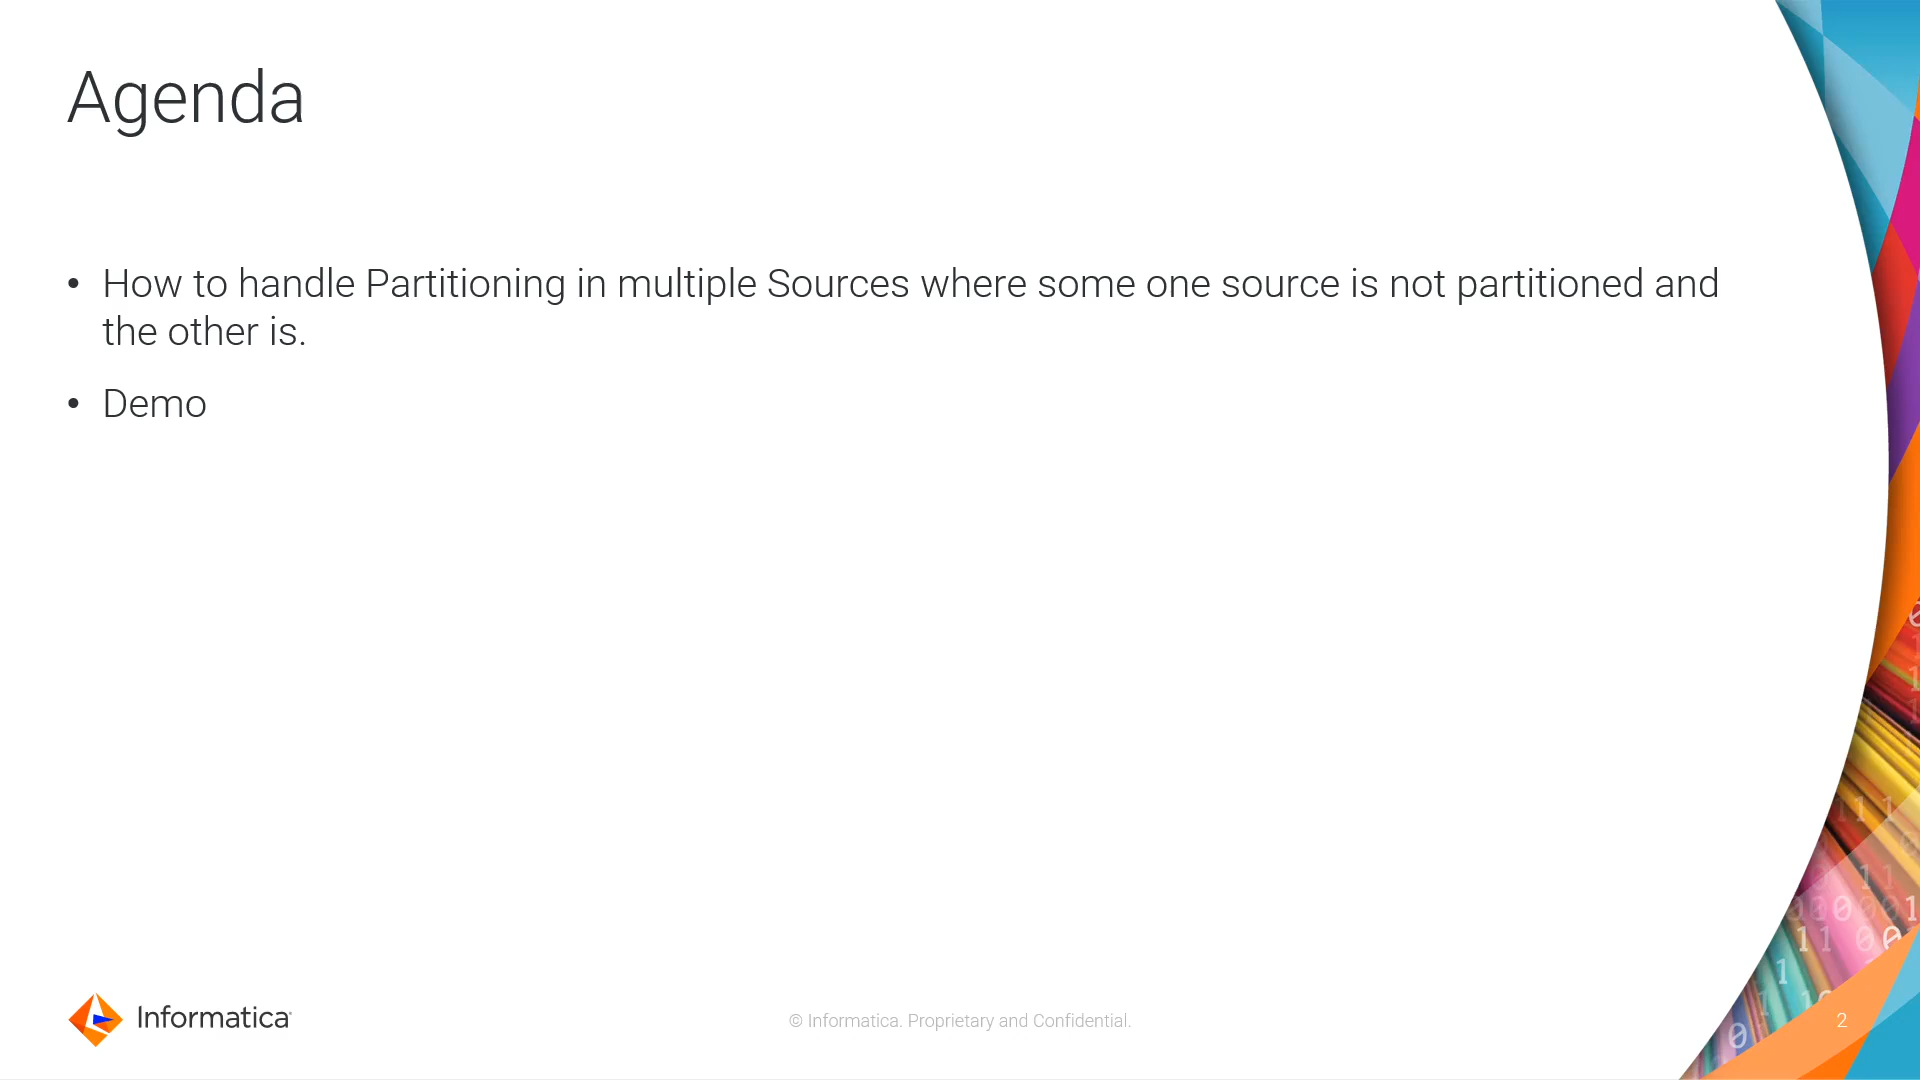 Agenda
• How to handle Partitioning in multiple Sources where some one source is not partitioned and
the other is.
• Demo
Informatica
© Informatica. Proprietary and Confidential.
2